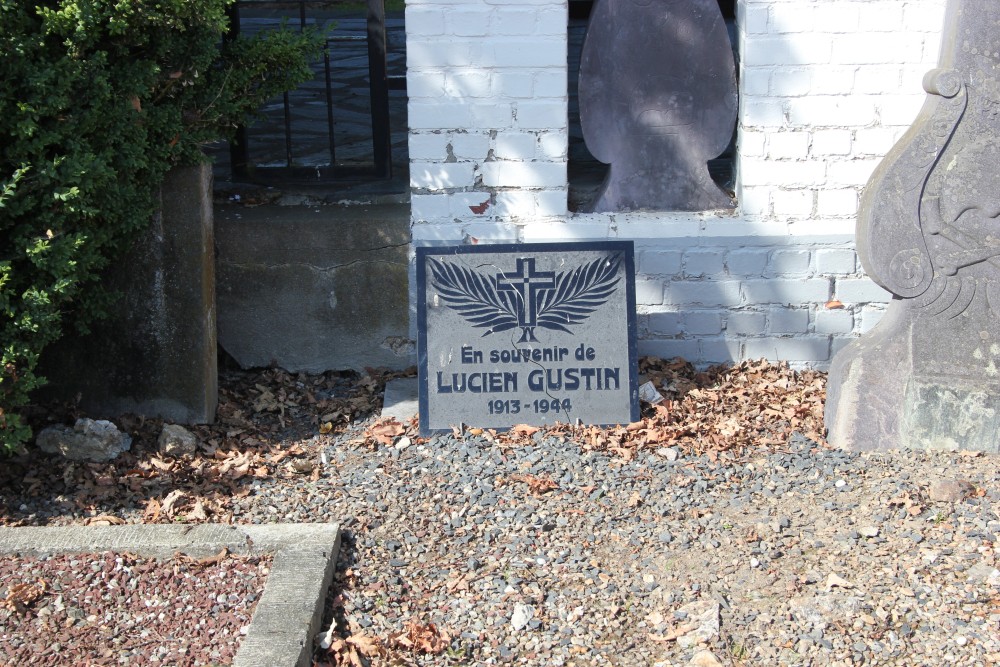 En souvenir de
LUCIEN GUSTIN
1913 - 1944